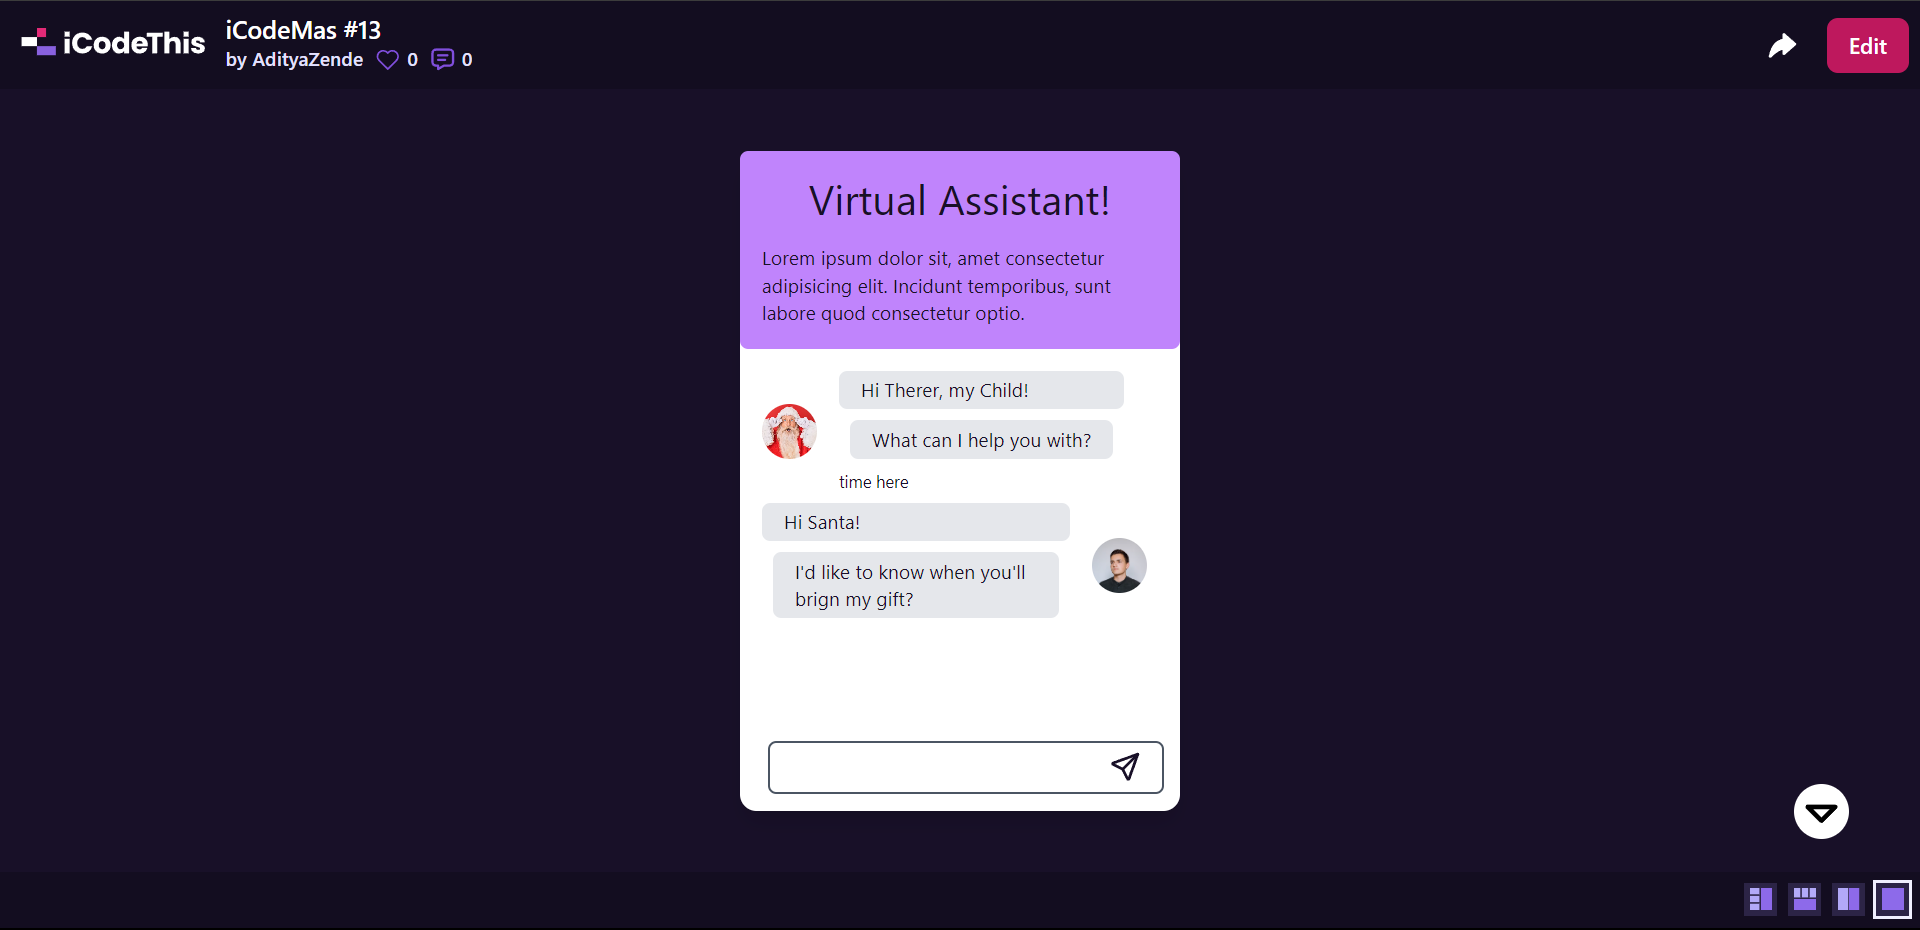 iCodeThis
iCodeMas #13
by AdityaZende 0 0
Edit
Virtual Assistant!
Lorem ipsum dolor sit, amet consectetur
adipisicing elit. Incidunt temporibus, sunt
labore quod consectetur optio.
Hi Therer, my Child!
What can I help you with?
time here
Hi Santa!
I'd like to know when you'll
brign my gift?